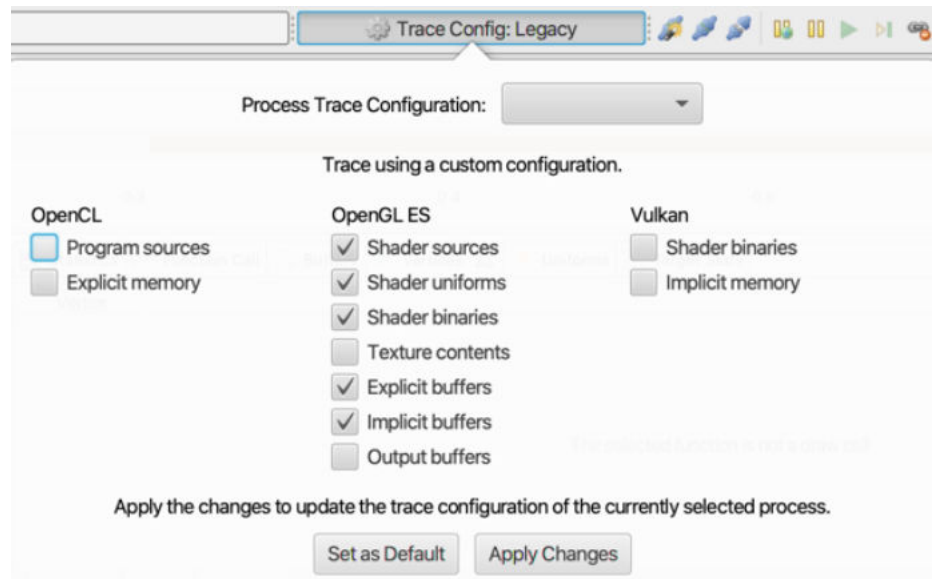 Trace Config: Legacy
Process Trace Configuration:
Trace using a custom configuration.
OpenCL
Program sources
Explicit memory
OpenGL ES
Shader sources
Shader uniforms
Shader binaries
Texture contents
Explicit buffers
Implicit buffers
Output buffers
Vulkan
Shader binaries
Implicit memory
Apply the changes to update the trace configuration of the currently selected process.
Set as Default
Apply Changes